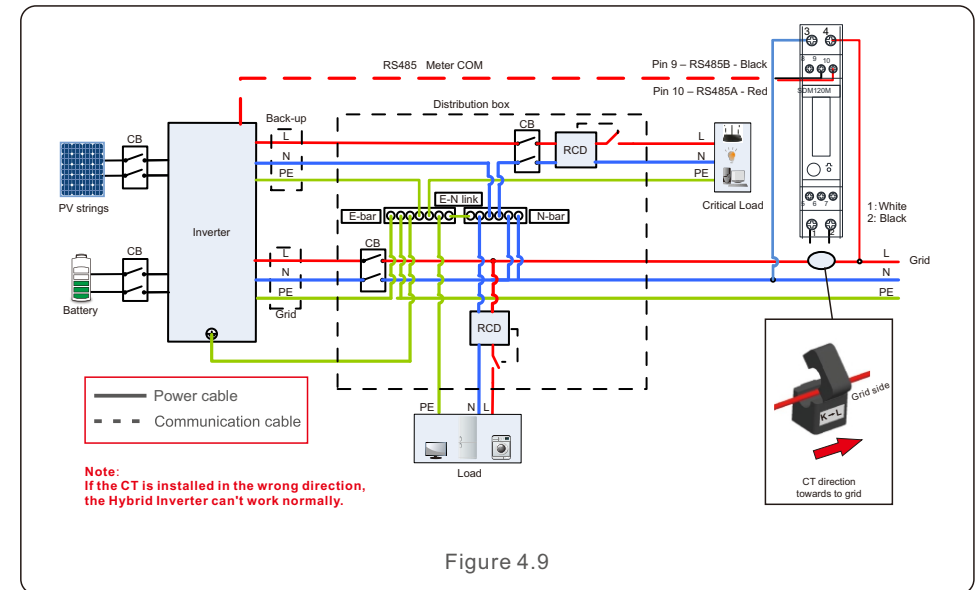 RS485 Meter COM
Pin 9 – RS485B - Black
Pin 10 – RS485A - Red
3 4
8 9 10
SDM120M
5 6 7
1 2
1: White
2: Black
Distribution box
Back-up
L
N
PE
CB
RCD
L
N
PE
Critical Load
CB
PV strings
Inverter
E-N link
E-bar
N-bar
CB
Battery
L
N
PE
Grid
CB
RCD
L
Grid
N
PE
PE N L
Load
Power cable
Communication cable
Note:
If the CT is installed in the wrong direction,
the Hybrid Inverter can't work normally.
Grid side
K→L
CT direction
towards to grid
Figure 4.9